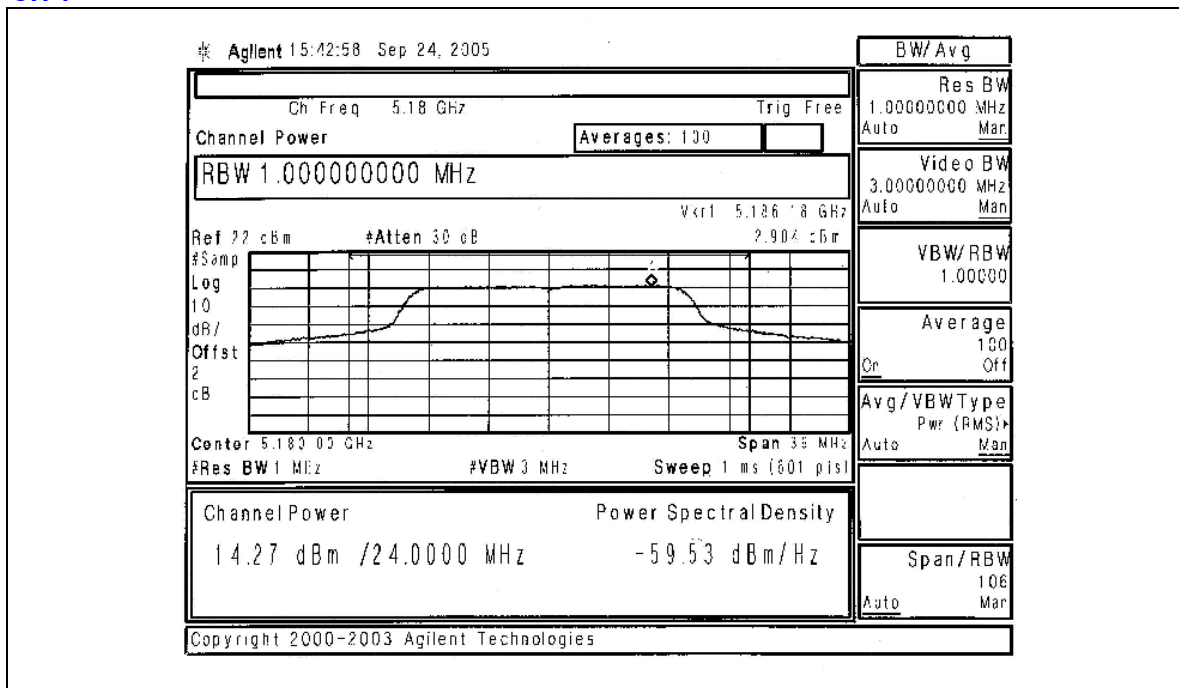 Agilent 15:42:58 Sep 24, 2005
BW/Avg
Ch Freq 5.18 GHz
Trig Free
Channel Power
Averages: 100
RBW 1.000000000 MHz
5.186 18 GHz
Ref 22 dBm
#Atten 30 dB
2.904 dBm
#Samp
Log
10
dB/
Offst
2
dB
Center 5.180 00 GHz
Span 36 MHz
#Res BW 1 MHz
#VBW 3 MHz
Sweep 1 ms (601 pts)
Channel Power
Power Spectral Density
14.27 dBm /24.0000 MHz
-59.53 dBm/Hz
Res BW
1.00000000 MHz
Auto Man
Video BW
3.00000000 MHz
Auto Man
VBW/RBW
1.00000
Average
100
On Off
Avg/VBW Type
Pwr (RMS)▸
Auto Man
Span/RBW
106
Auto Man
Copyright 2000-2003 Agilent Technologies